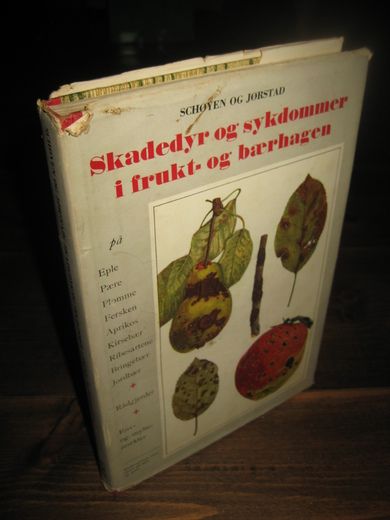 SCHØYEN OG JØRSTAD
Skadedyr og sykdommer
i frukt- og bærhagen
på
Eple
Pære
Plomme
Fersken
Aprikos
Kirsebær
Ribesartene
Bringebær
Jordbær
+
Rådgjerder
+